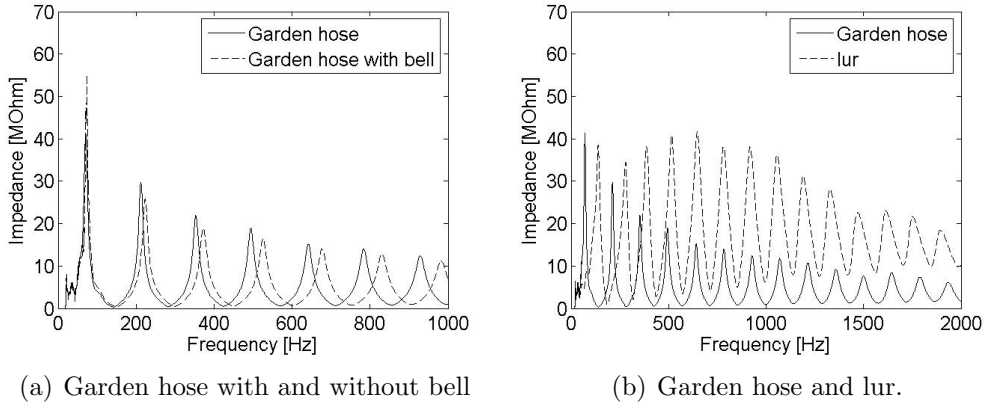 70
60
50
40
30
20
10
0
Impedance [MOhm]
0 200 400 600 800 1000
Frequency [Hz]
Garden hose
Garden hose with bell
(a) Garden hose with and without bell
70
60
50
40
30
20
10
0
Impedance [MOhm]
0 500 1000 1500 2000
Frequency [Hz]
Garden hose
lur
(b) Garden hose and lur.